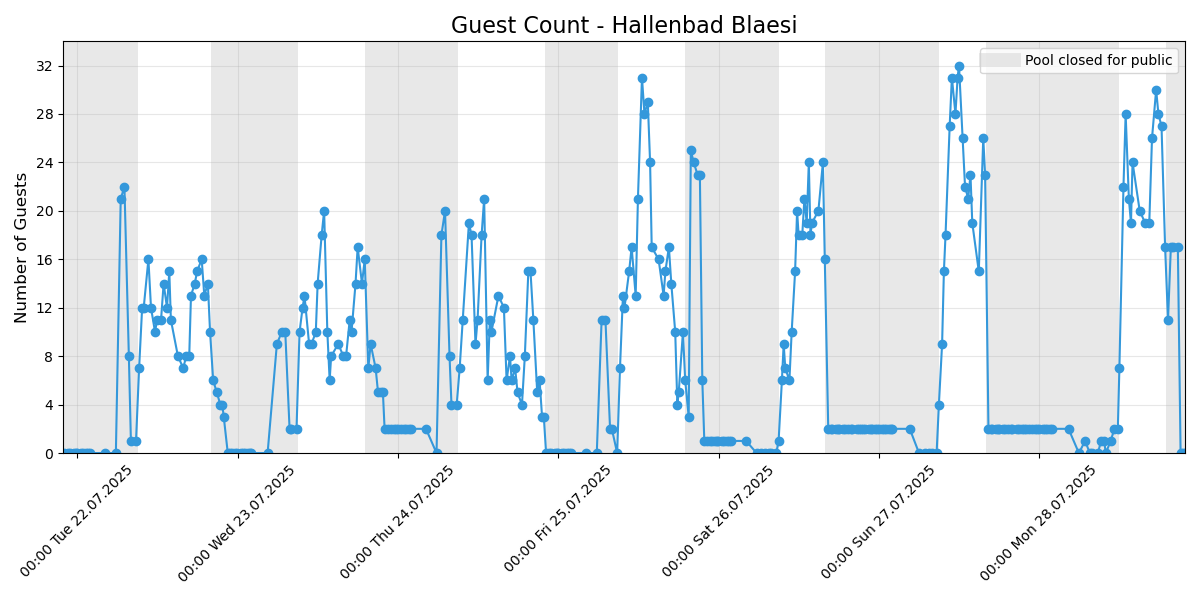 Guest Count - Hallenbad Blaesi
Pool closed for public
Number of Guests
32
28
24
20
16
12
8
4
0
00:00 Tue 22.07.2025
00:00 Wed 23.07.2025
00:00 Thu 24.07.2025
00:00 Fri 25.07.2025
00:00 Sat 26.07.2025
00:00 Sun 27.07.2025
00:00 Mon 28.07.2025